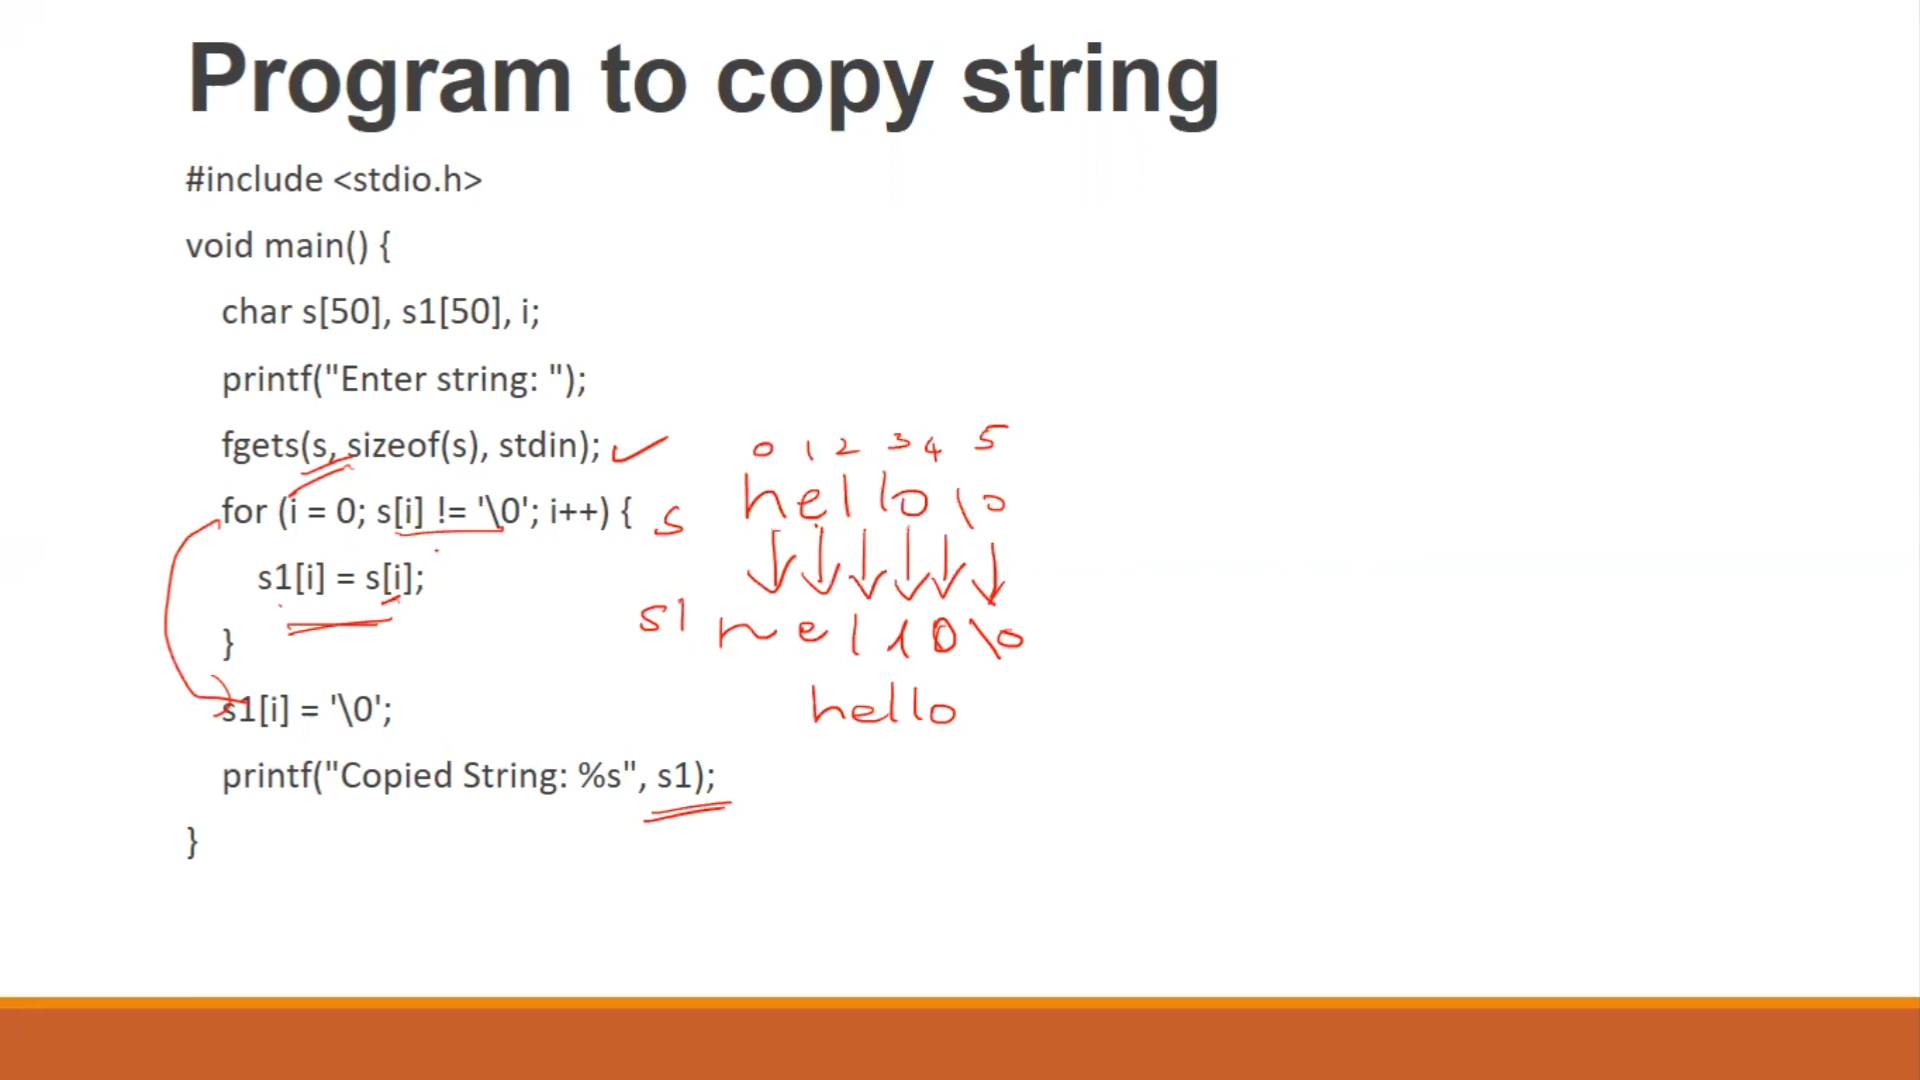 Program to copy string
#include <stdio.h>
void main() {
char s[50], s1[50], i;
printf("Enter string: ");
fgets(s, sizeof(s), stdin);
0 1 2 3 4 5
for (i = 0; s[i] != '\0'; i++) {
s hello\0
s1[i] = s[i];
s1 hello\0
}
s1[i] = '\0';
hello
printf("Copied String: %s", s1);
}